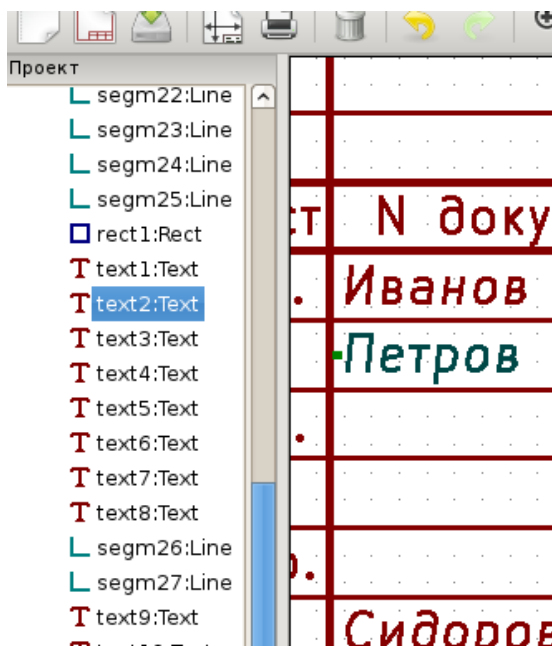 Проект
segm22:Line
segm23:Line
segm24:Line
segm25:Line
rect1:Rect
text1:Text
text2:Text
text3:Text
text4:Text
text5:Text
text6:Text
text7:Text
text8:Text
segm26:Line
segm27:Line
text9:Text
ст N доку
Иванов
Петров
Сидоров